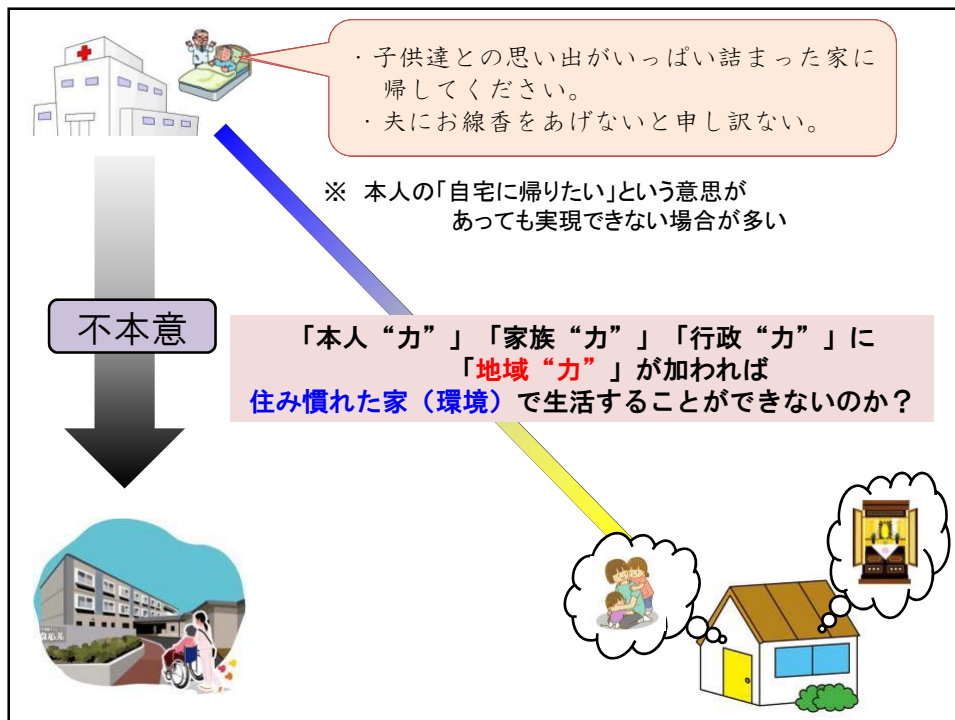 ・子供達との思い出がいっぱい詰まった家に
帰してください。
・夫にお線香をあげないと申し訳ない。
※ 本人の「自宅に帰りたい」という意思が
あっても実現できない場合が多い
不本意
「本人“力”」「家族“力”」「行政“力”」に
「地域“力”」が加われば
住み慣れた家（環境）で生活することができないのか？